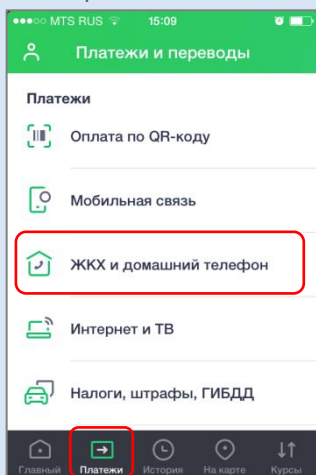 MTS RUS 15:09
Платежи и переводы
Платежи
Оплата по QR-коду
Мобильная связь
ЖКХ и домашний телефон
Интернет и ТВ
Налоги, штрафы, ГИБДД
Главный Платежи История На карте Курсы